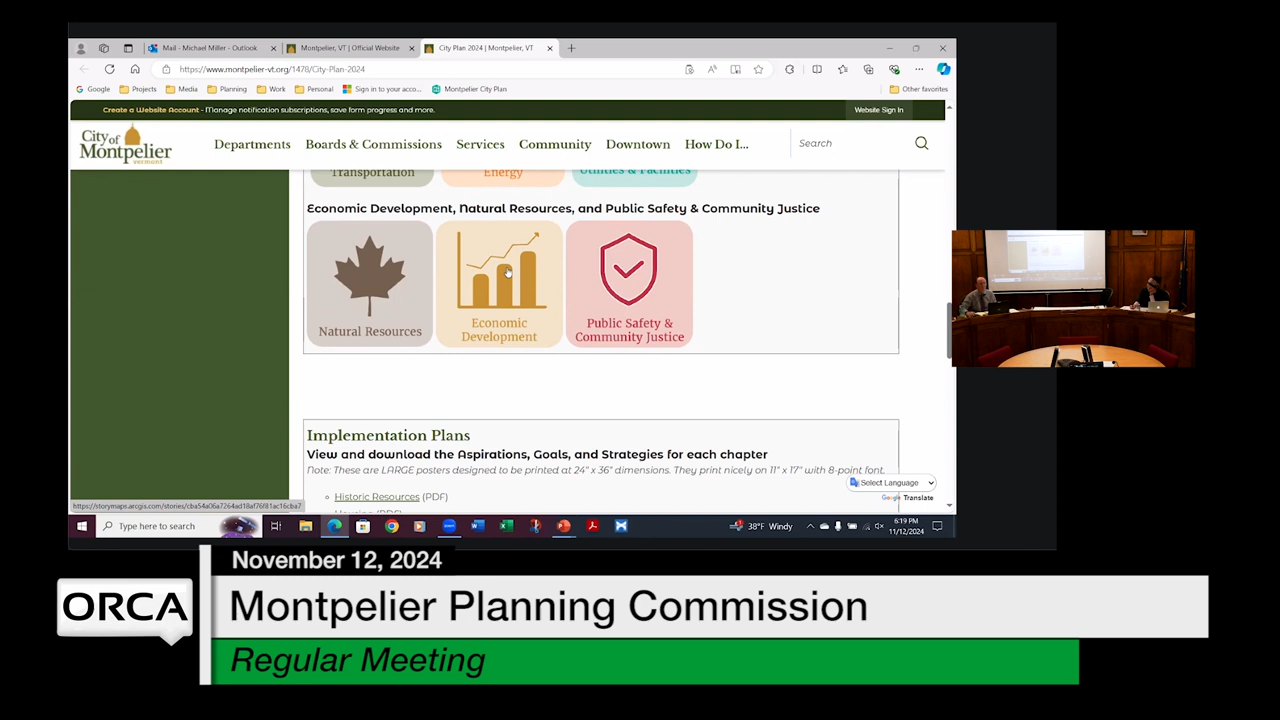 Mail - Michael Miller - Outlook
Montpelier, VT | Official Website
City Plan 2024 | Montpelier, VT
https://www.montpelier-vt.org/1478/City-Plan-2024
Google
Projects
Media
Planning
Work
Personal
Sign in to your acco...
Montpelier City Plan
Other favorites
Create a Website Account - Manage notification subscriptions, save form progress and more.
Website Sign In
City of
Montpelier
vermont
Departments
Boards & Commissions
Services
Community
Downtown
How Do I...
Search
Transportation
Energy
Utilities & Facilities
Economic Development, Natural Resources, and Public Safety & Community Justice
Natural Resources
Economic
Development
Public Safety &
Community Justice
Implementation Plans
View and download the Aspirations, Goals, and Strategies for each chapter
Note: These are LARGE posters designed to be printed at 24" x 36" dimensions. They print nicely on 11" x 17" with 8-point font.
Historic Resources (PDF)
Select Language
Google Translate
Type here to search
38°F Windy
6:19 PM
11/12/2024
November 12, 2024
ORCA
Montpelier Planning Commission
Regular Meeting